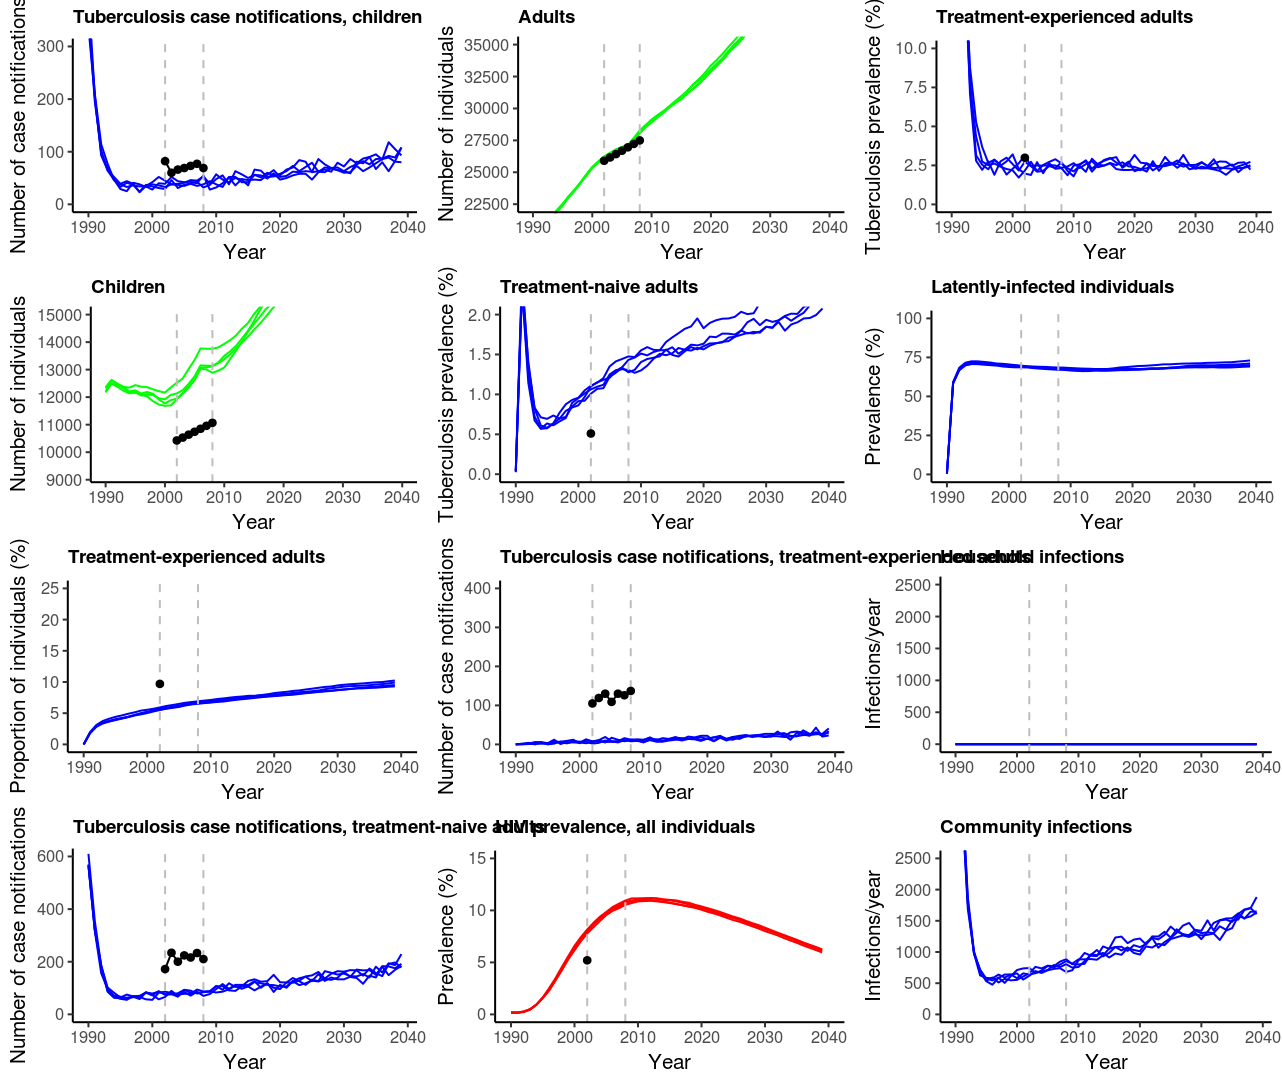 Tuberculosis case notifications, children
Number of case notifications
300
200
100
0
1990 2000 2010 2020 2030 2040
Year
Adults
Number of individuals
35000
32500
30000
27500
25000
22500
1990 2000 2010 2020 2030 2040
Year
Treatment-experienced adults
Tuberculosis prevalence (%)
10.0
7.5
5.0
2.5
0.0
1990 2000 2010 2020 2030 2040
Year
Children
Number of individuals
15000
14000
13000
12000
11000
10000
9000
1990 2000 2010 2020 2030 2040
Year
Treatment-naive adults
Tuberculosis prevalence (%)
2.0
1.5
1.0
0.5
0.0
1990 2000 2010 2020 2030 2040
Year
Latently-infected individuals
Prevalence (%)
100
75
50
25
0
1990 2000 2010 2020 2030 2040
Year
Treatment-experienced adults
Proportion of individuals (%)
25
20
15
10
5
0
1990 2000 2010 2020 2030 2040
Year
Tuberculosis case notifications, treatment-experienced adults
Number of case notifications
400
300
200
100
0
1990 2000 2010 2020 2030 2040
Year
Household infections
Infections/year
2500
2000
1500
1000
500
0
1990 2000 2010 2020 2030 2040
Year
Tuberculosis case notifications, treatment-naive adults
Number of case notifications
600
400
200
0
1990 2000 2010 2020 2030 2040
Year
HIV prevalence, all individuals
Prevalence (%)
15
10
5
0
1990 2000 2010 2020 2030 2040
Year
Community infections
Infections/year
2500
2000
1500
1000
500
0
1990 2000 2010 2020 2030 2040
Year